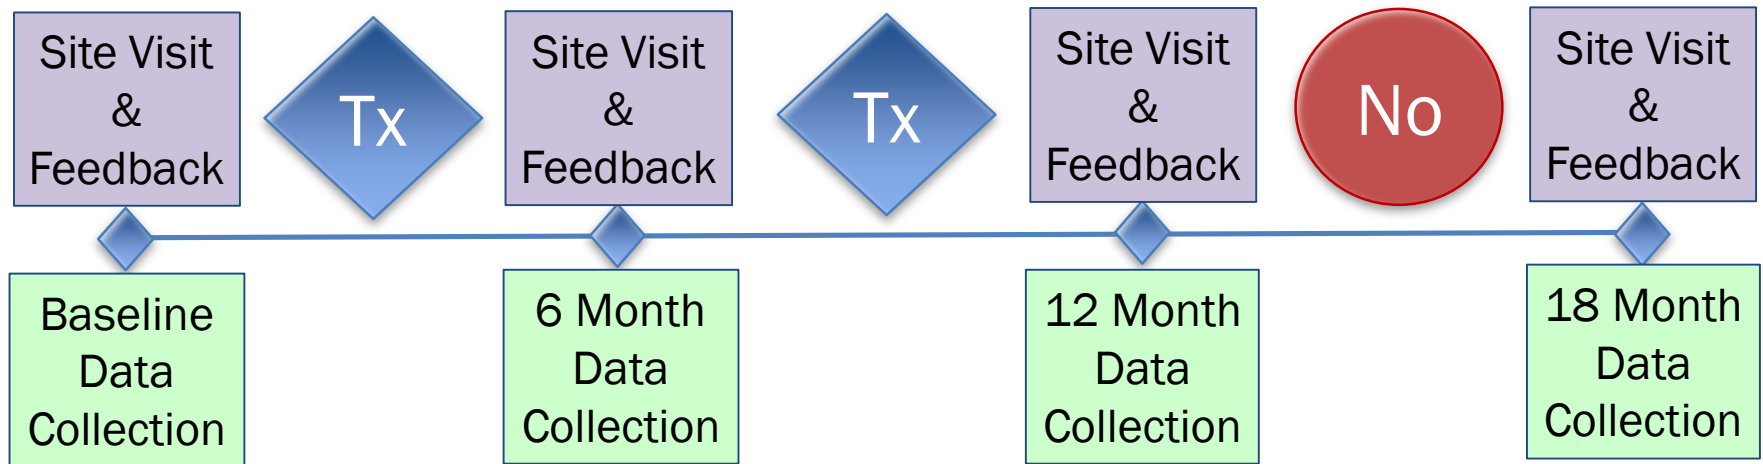 Site Visit
&
Feedback
Tx
Site Visit
&
Feedback
Tx
Site Visit
&
Feedback
No
Site Visit
&
Feedback
Baseline
Data
Collection
6 Month
Data
Collection
12 Month
Data
Collection
18 Month
Data
Collection